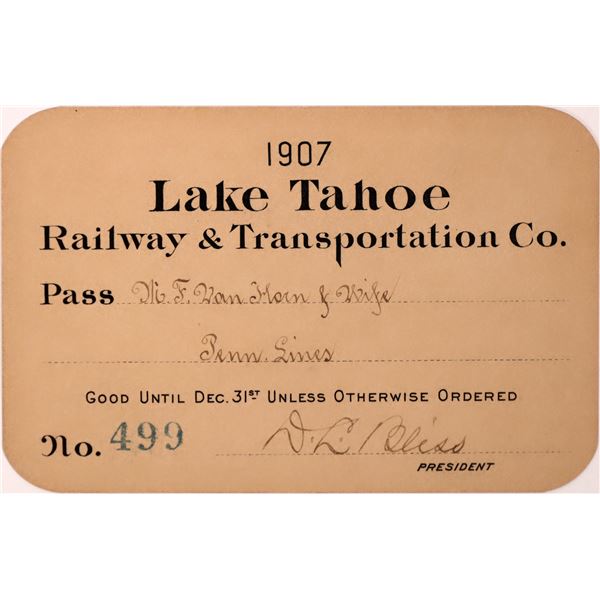 1907
Lake Tahoe
Railway & Transportation Co.
Pass M. F. Van Horn & Wife
Penn. Lines
GOOD UNTIL DEC. 31ST UNLESS OTHERWISE ORDERED
No. 499 D. L. Bliss
PRESIDENT